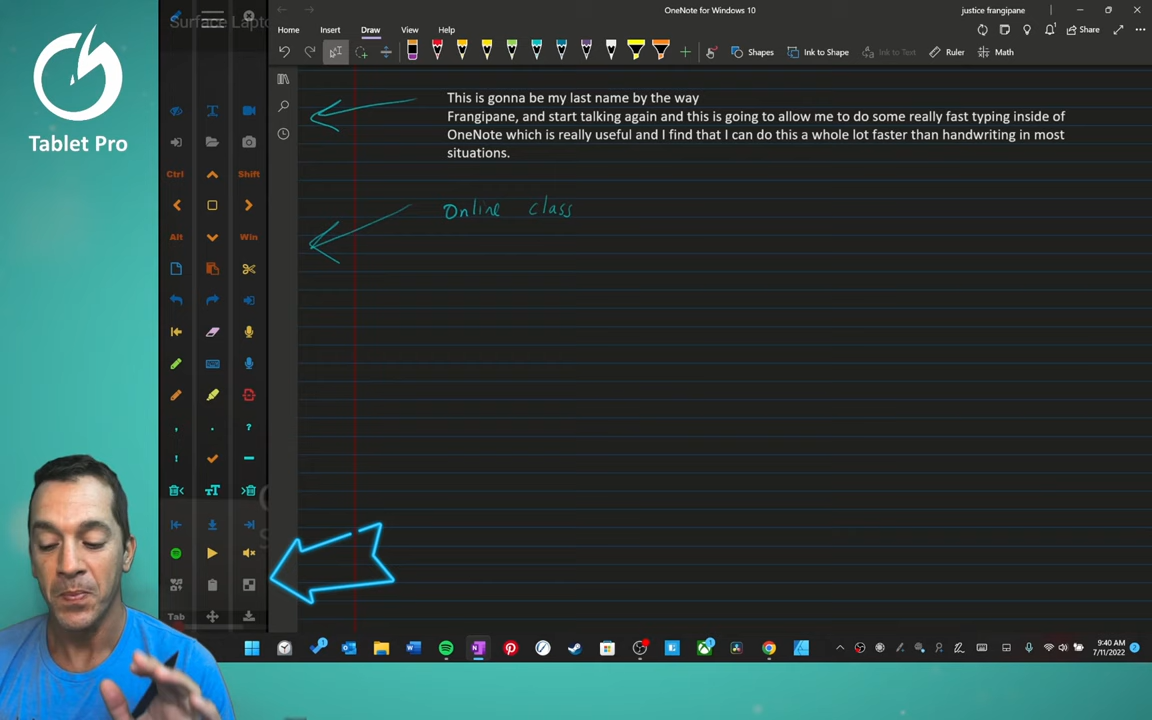 Surface Lapto
OneNote for Windows 10
justice frangipane
Home
Insert
Draw
View
Help
Share
Shapes
Ink to Shape
Ink to Text
Ruler
Math
Tablet Pro
This is gonna be my last name by the way
Frangipane, and start talking again and this is going to allow me to do some really fast typing inside of
OneNote which is really useful and I find that I can do this a whole lot faster than handwriting in most
situations.
Online class
Ctrl
Shift
Alt
Win
, . ?
!
Tab
9:40 AM
7/11/2022